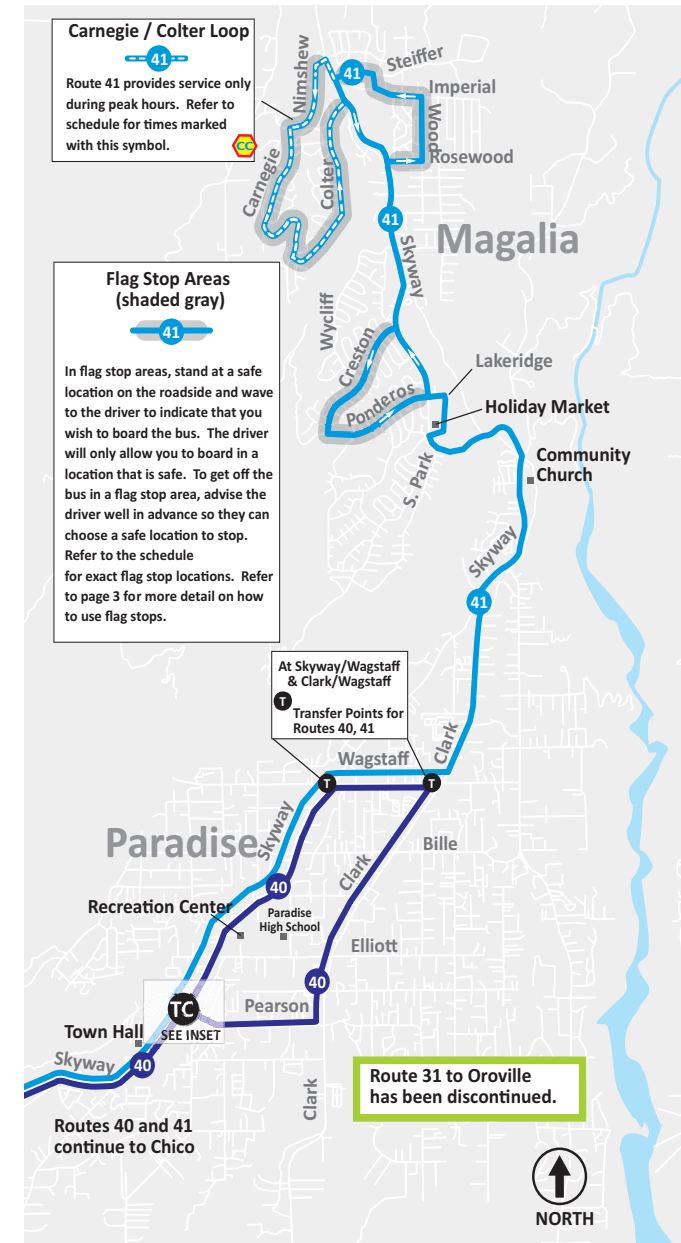 Carnegie / Colter Loop
41
Route 41 provides service only
during peak hours.  Refer to
schedule for times marked
with this symbol.
CC
Nimshew
41
Steiffer
Imperial
Wood
Rosewood
Carnegie
Colter
41
Skyway
Magalia
Flag Stop Areas
(shaded gray)
41
In flag stop areas, stand at a safe
location on the roadside and wave
to the driver to indicate that you
wish to board the bus.  The driver
will only allow you to board in a
location that is safe.  To get off the
bus in a flag stop area, advise the
driver well in advance so they can
choose a safe location to stop.
Refer to the schedule
for exact flag stop locations.  Refer
to page 3 for more detail on how
to use flag stops.
Wycliff
Creston
Ponderos
Lakeridge
Holiday Market
S. Park
Community
Church
Skyway
41
At Skyway/Wagstaff
& Clark/Wagstaff
T
Transfer Points for
Routes 40, 41
Wagstaff
Clark
T
T
Paradise
Skyway
Bille
Clark
40
Recreation Center
Paradise
High School
Elliott
40
TC
Pearson
SEE INSET
Town Hall
Skyway
40
Clark
Route 31 to Oroville
has been discontinued.
Routes 40 and 41
continue to Chico
NORTH